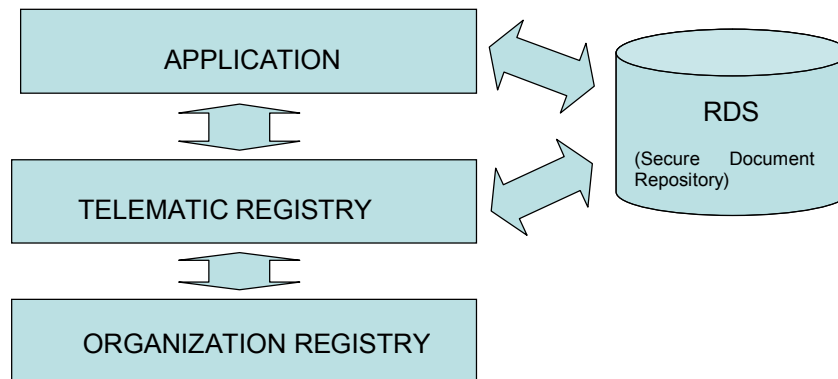 APPLICATION
RDS
(Secure Document
Repository)
TELEMATIC REGISTRY
ORGANIZATION REGISTRY